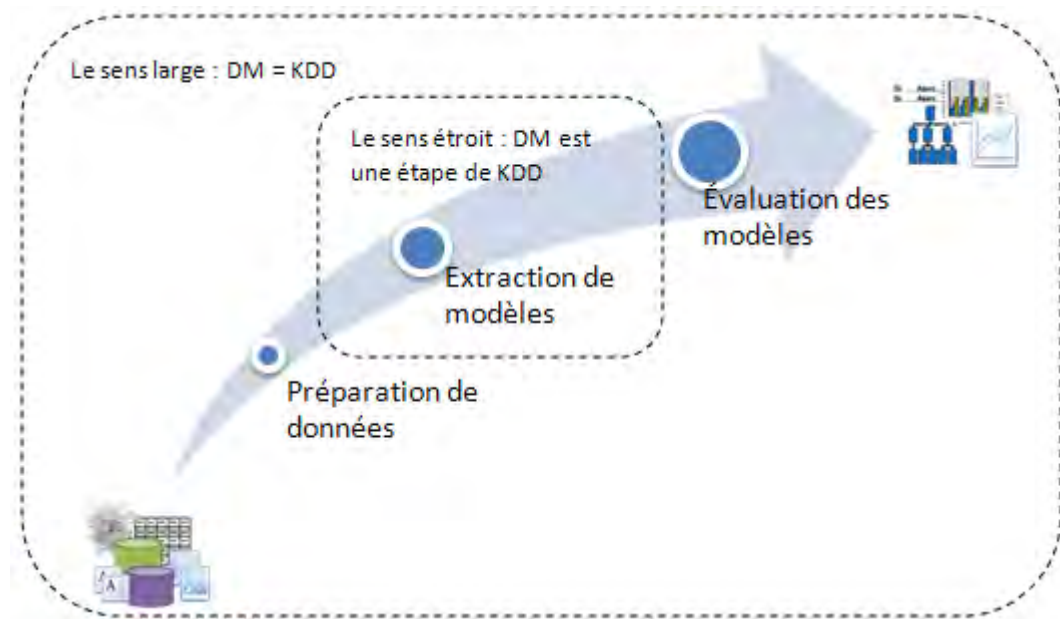 Le sens large : DM = KDD
Le sens étroit : DM est
une étape de KDD
Évaluation des
modèles
Extraction de
modèles
Préparation de
données
A